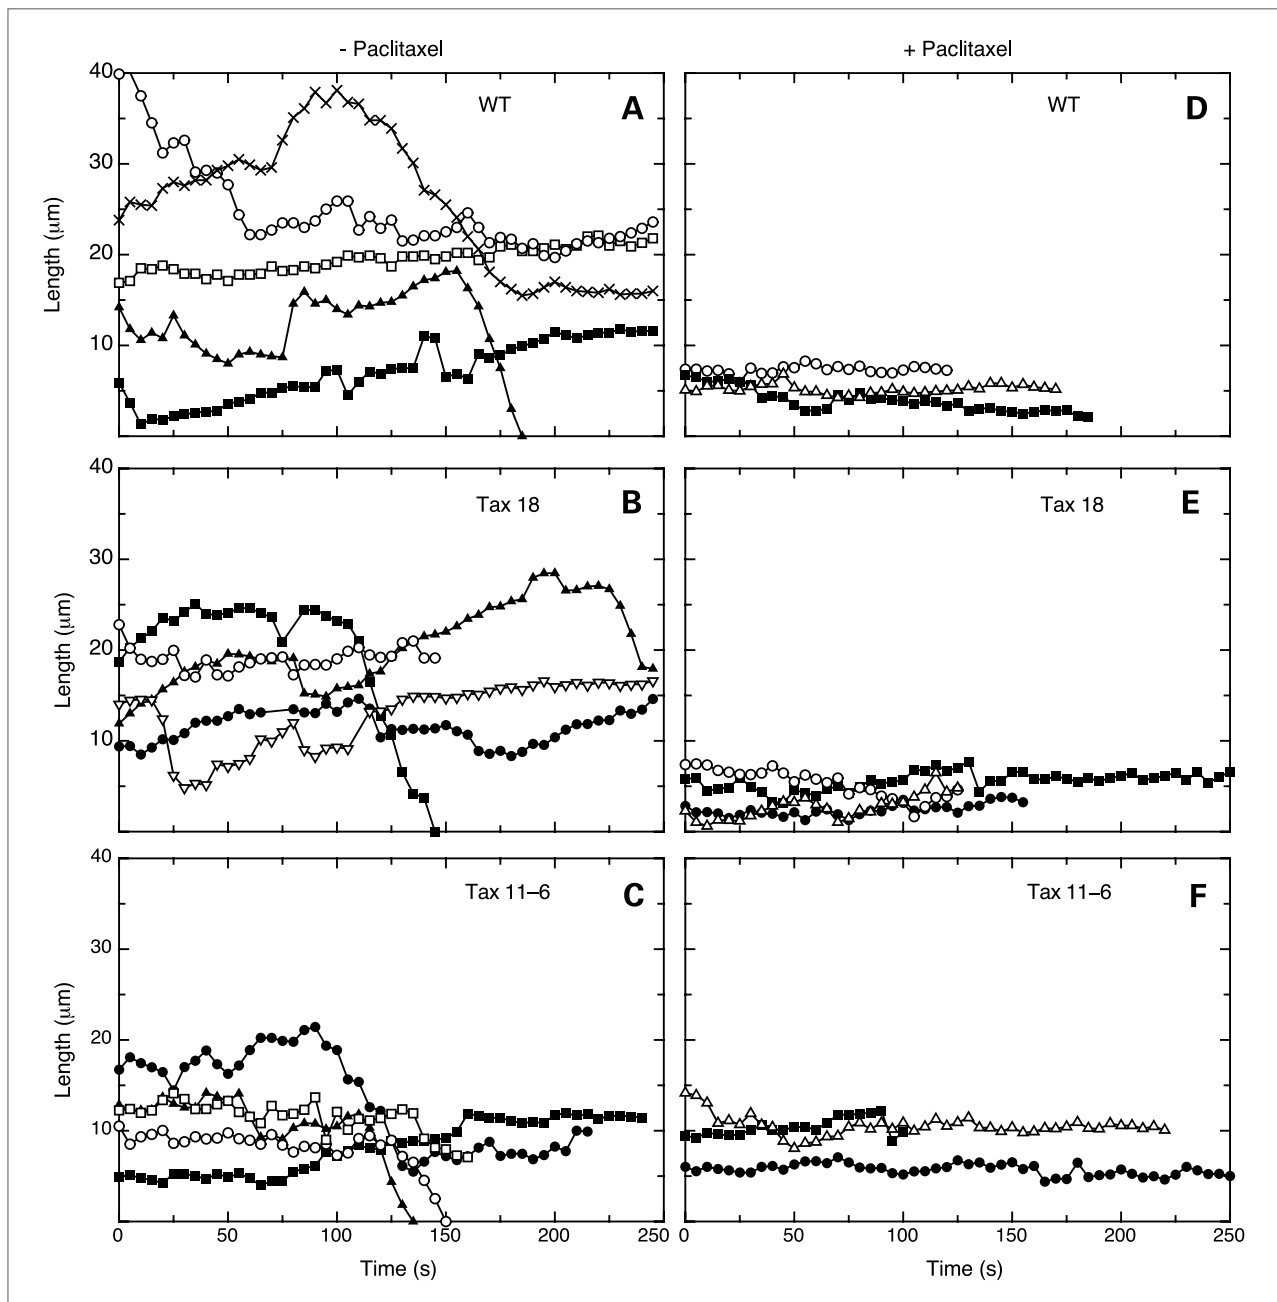 - Paclitaxel
+ Paclitaxel
40
30
20
10
Length (μm)
WT
A
WT
D
40
30
20
10
Length (μm)
Tax 18
B
Tax 18
E
40
30
20
10
Length (μm)
Tax 11–6
C
Tax 11–6
F
0 50 100 150 200 250
0 50 100 150 200 250
Time (s)
Time (s)